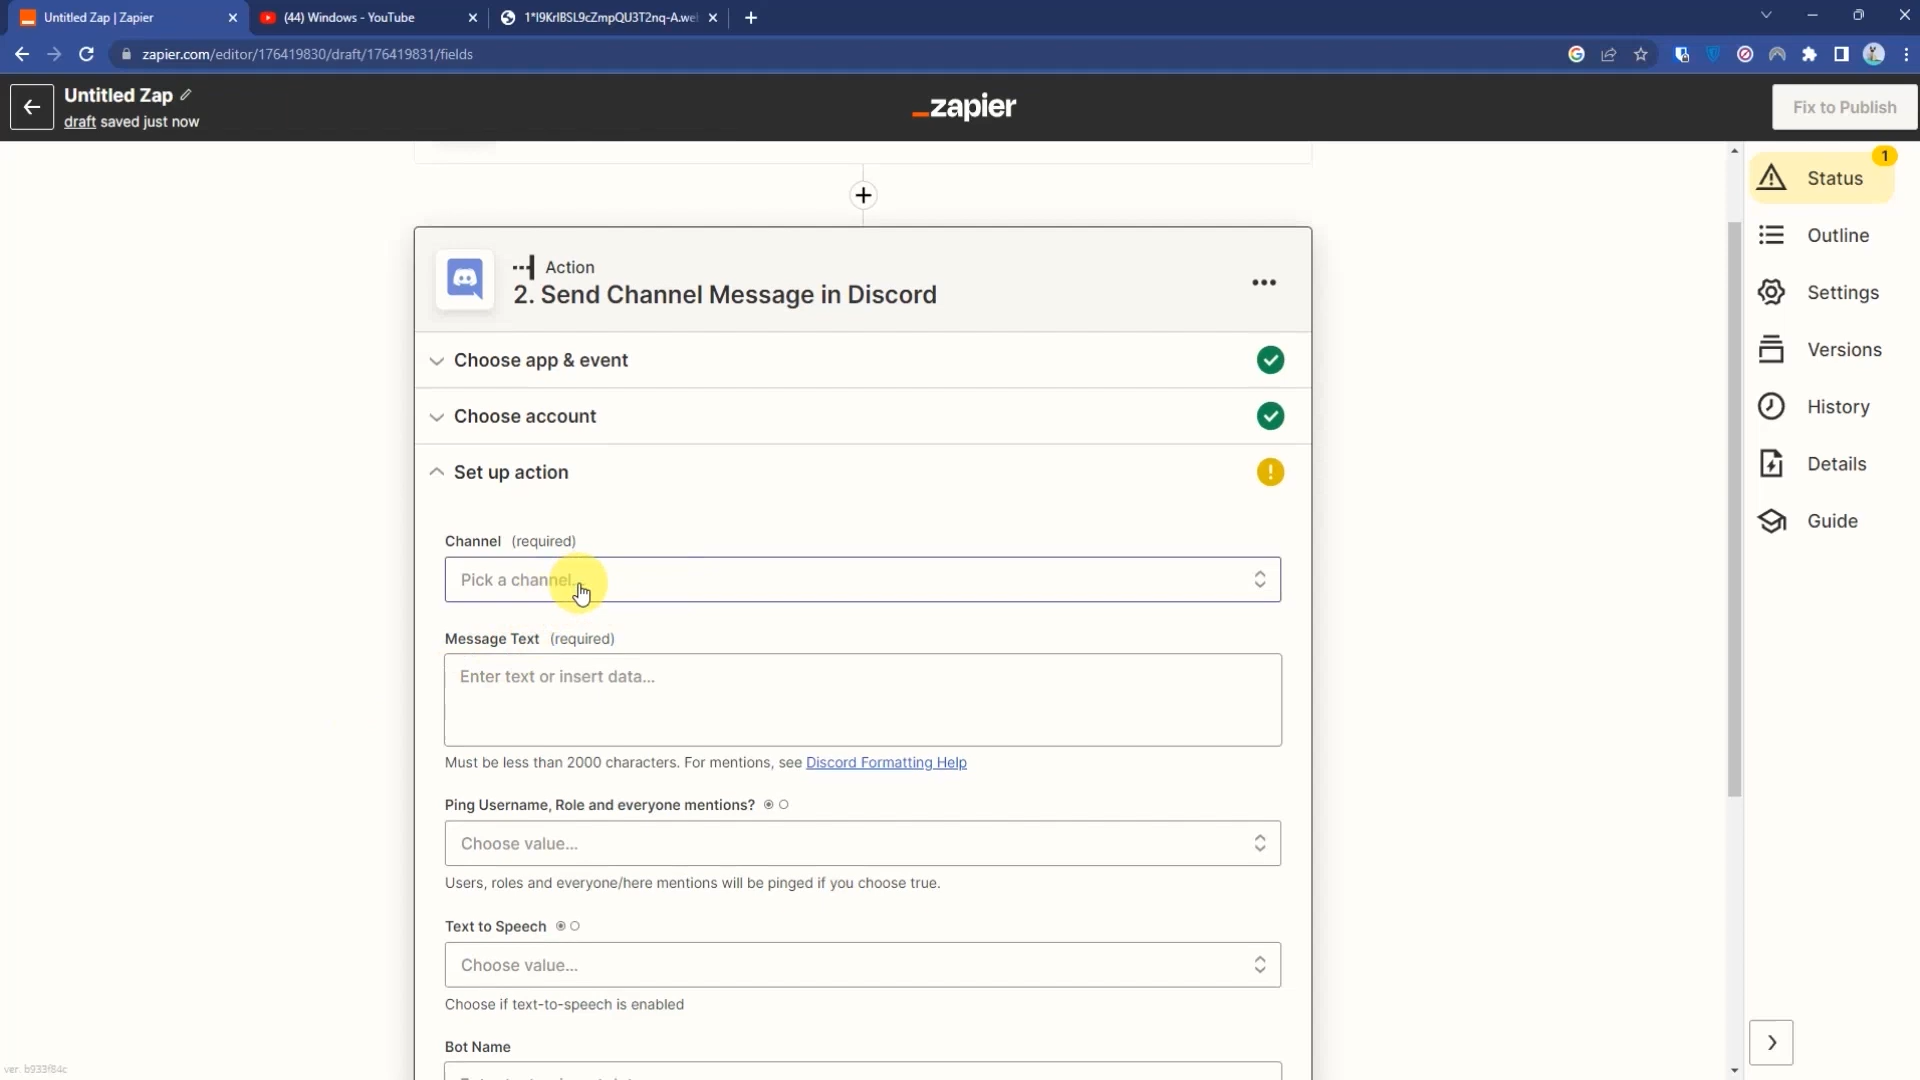 Untitled Zap | Zapier
(44) Windows - YouTube
1*I9KrIBSL9cZmpQU3T2nq-A.we
zapier.com/editor/176419830/draft/176419831/fields
Untitled Zap
draft saved just now
_zapier
Fix to Publish
1
Status
Outline
Settings
Versions
History
Details
Guide
Action
2. Send Channel Message in Discord
Choose app & event
Choose account
Set up action
Channel (required)
Pick a channel...
Message Text (required)
Enter text or insert data...
Must be less than 2000 characters. For mentions, see Discord Formatting Help
Ping Username, Role and everyone mentions?
Choose value...
Users, roles and everyone/here mentions will be pinged if you choose true.
Text to Speech
Choose value...
Choose if text-to-speech is enabled
Bot Name
ver. b933f84c